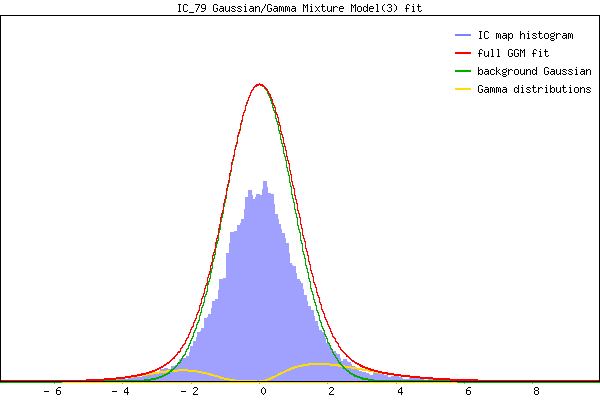 IC_79 Gaussian/Gamma Mixture Model(3) fit
IC map histogram
full GGM fit
background Gaussian
Gamma distributions
-6 -4 -2 0 2 4 6 8